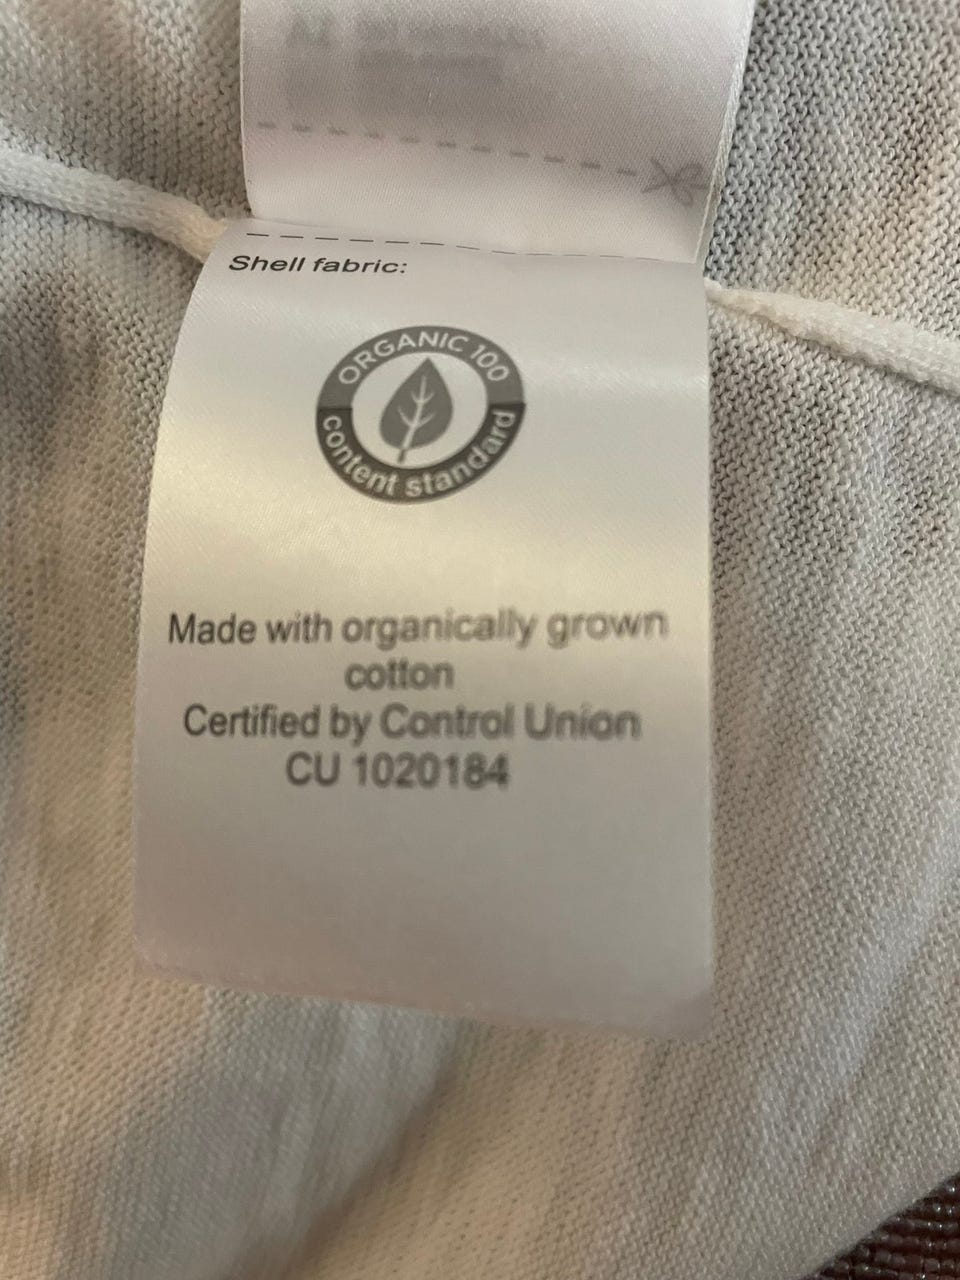 Shell fabric:
ORGANIC 100
content standard
Made with organically grown
cotton
Certified by Control Union
CU 1020184